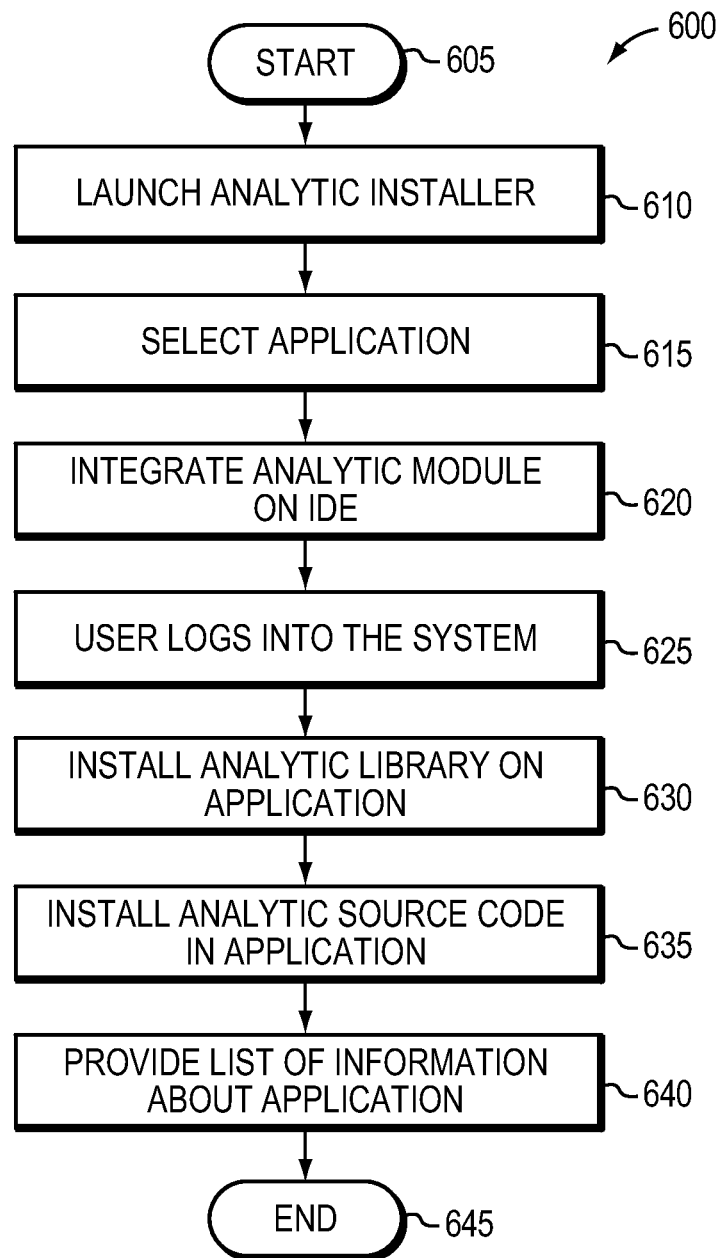 600
START
605
LAUNCH ANALYTIC INSTALLER
610
SELECT APPLICATION
615
INTEGRATE ANALYTIC MODULE
ON IDE
620
USER LOGS INTO THE SYSTEM
625
INSTALL ANALYTIC LIBRARY ON
APPLICATION
630
INSTALL ANALYTIC SOURCE CODE
IN APPLICATION
635
PROVIDE LIST OF INFORMATION
ABOUT APPLICATION
640
END
645